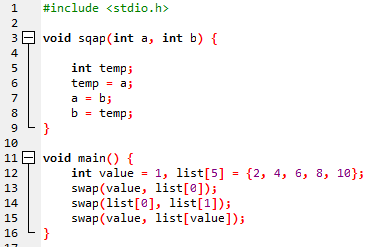 1 #include <stdio.h>
2
3 void sqap(int a, int b) {
4
5 int temp;
6 temp = a;
7 a = b;
8 b = temp;
9 }
10
11 void main() {
12 int value = 1, list[5] = {2, 4, 6, 8, 10};
13 swap(value, list[0]);
14 swap(list[0], list[1]);
15 swap(value, list[value]);
16 }